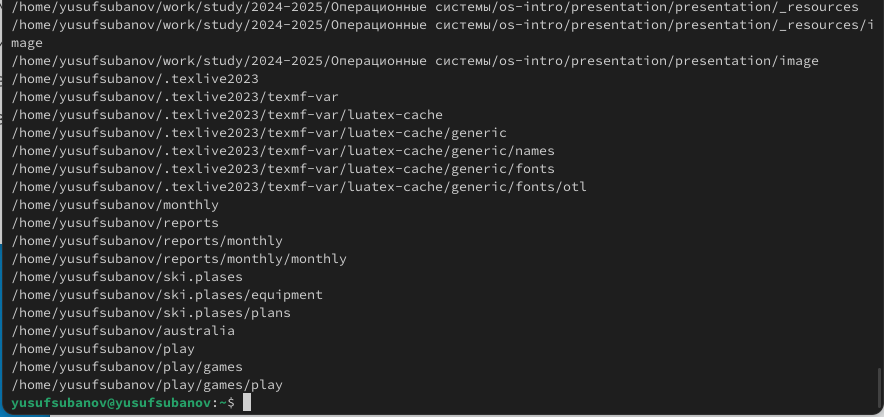 /home/yusufsubanov/work/study/2024-2025/Операционные системы/os-intro/presentation/presentation/_resources
/home/yusufsubanov/work/study/2024-2025/Операционные системы/os-intro/presentation/presentation/_resources/i
mage
/home/yusufsubanov/work/study/2024-2025/Операционные системы/os-intro/presentation/presentation/image
/home/yusufsubanov/.texlive2023
/home/yusufsubanov/.texlive2023/texmf-var
/home/yusufsubanov/.texlive2023/texmf-var/luatex-cache
/home/yusufsubanov/.texlive2023/texmf-var/luatex-cache/generic
/home/yusufsubanov/.texlive2023/texmf-var/luatex-cache/generic/names
/home/yusufsubanov/.texlive2023/texmf-var/luatex-cache/generic/fonts
/home/yusufsubanov/.texlive2023/texmf-var/luatex-cache/generic/fonts/otl
/home/yusufsubanov/monthly
/home/yusufsubanov/reports
/home/yusufsubanov/reports/monthly
/home/yusufsubanov/reports/monthly/monthly
/home/yusufsubanov/ski.plases
/home/yusufsubanov/ski.plases/equipment
/home/yusufsubanov/ski.plases/plans
/home/yusufsubanov/australia
/home/yusufsubanov/play
/home/yusufsubanov/play/games
/home/yusufsubanov/play/games/play
yusufsubanov@yusufsubanov:~$